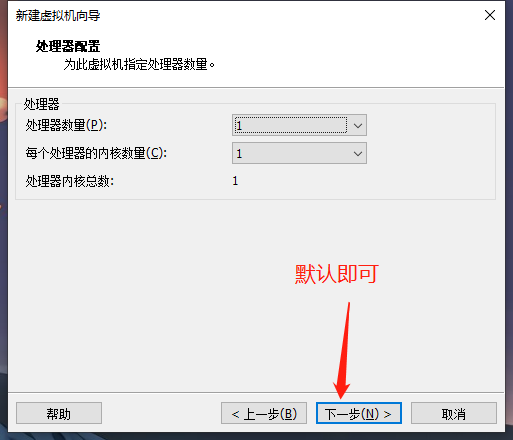 新建虚拟机向导
处理器配置
为此虚拟机指定处理器数量。
处理器
处理器数量(P): 1
每个处理器的内核数量(C): 1
处理器内核总数: 1
默认即可
帮助 < 上一步(B) 下一步(N) > 取消